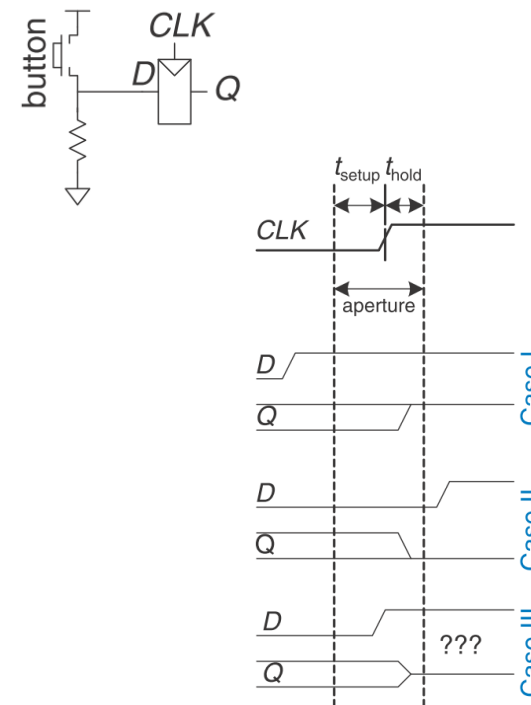 button
CLK
D
Q
tsetup thold
CLK
aperture
D
Q
Case I
D
Q
Case II
D
Q
???
Case III